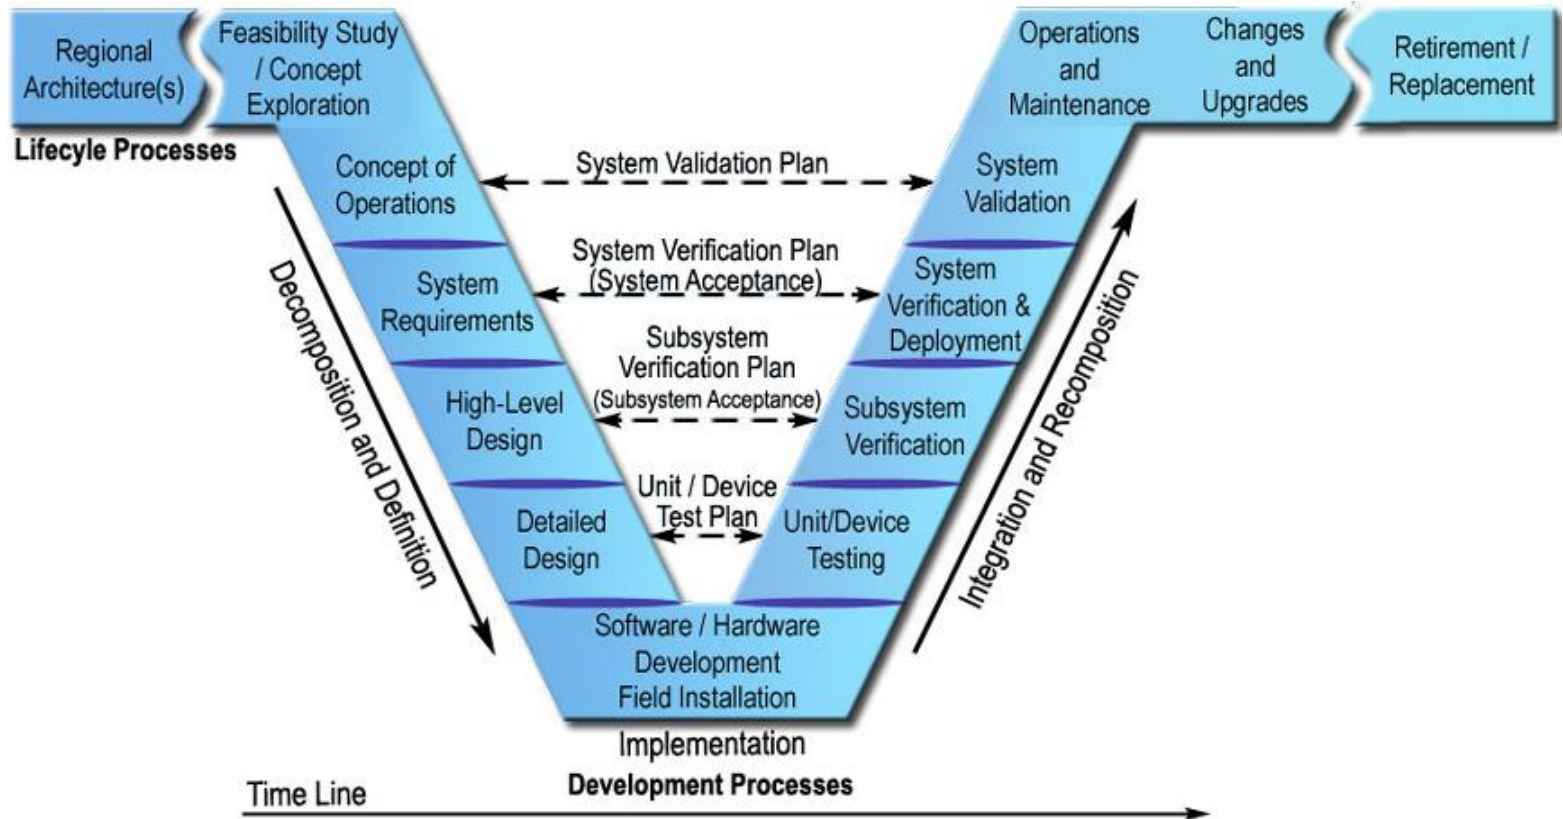 Regional
Architecture(s)
Feasibility Study
/ Concept
Exploration
Operations
and
Maintenance
Changes
and
Upgrades
Retirement /
Replacement
Lifecyle Processes
Concept of
Operations
System Validation Plan
System
Validation
System
Requirements
System Verification Plan
(System Acceptance)
System
Verification &
Deployment
High-Level
Design
Subsystem
Verification Plan
(Subsystem Acceptance)
Subsystem
Verification
Detailed
Design
Unit / Device
Test Plan
Unit/Device
Testing
Decomposition and Definition
Integration and Recomposition
Software / Hardware
Development
Field Installation
Implementation
Development Processes
Time Line